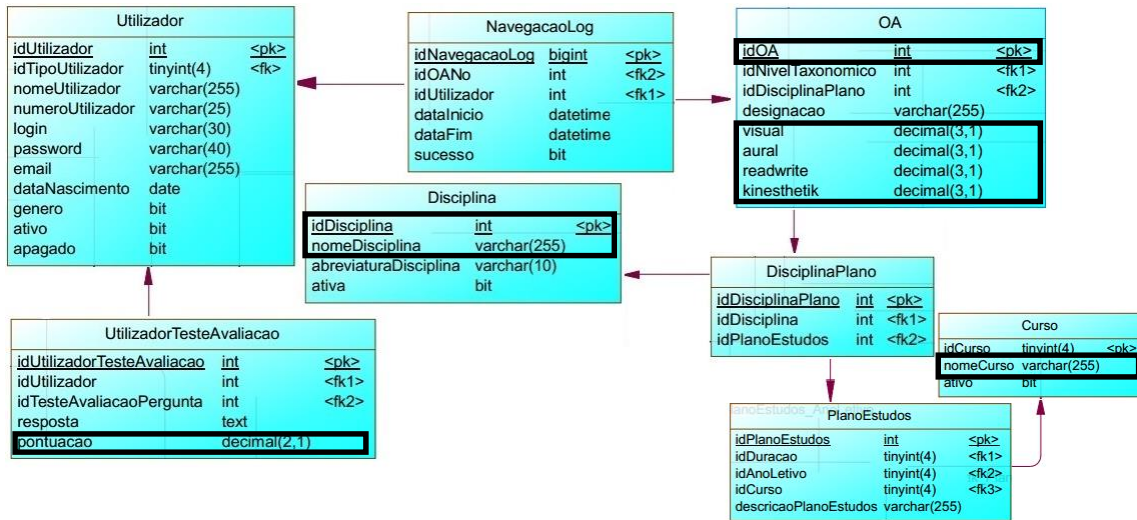 Utilizador
idUtilizador int <pk>
idTipoUtilizador tinyint(4) <fk>
nomeUtilizador varchar(255)
numeroUtilizador varchar(25)
login varchar(30)
password varchar(40)
email varchar(255)
dataNascimento date
genero bit
ativo bit
apagado bit
NavegacaoLog
idNavegacaoLog bigint <pk>
idOANo int <fk2>
idUtilizador int <fk1>
dataInicio datetime
dataFim datetime
sucesso bit
OA
idOA int <pk>
idNivelTaxonomico int <fk1>
idDisciplinaPlano int <fk2>
designacao varchar(255)
visual decimal(3,1)
aural decimal(3,1)
readwrite decimal(3,1)
kinesthetik decimal(3,1)
Disciplina
idDisciplina int <pk>
nomeDisciplina varchar(255)
abreviaturaDisciplina varchar(10)
ativa bit
DisciplinaPlano
idDisciplinaPlano int <pk>
idDisciplina int <fk1>
idPlanoEstudos int <fk2>
UtilizadorTesteAvaliacao
idUtilizadorTesteAvaliacao int <pk>
idUtilizador int <fk1>
idTesteAvaliacaoPergunta int <fk2>
resposta text
pontuacao decimal(2,1)
Curso
idCurso tinyint(4) <pk>
nomeCurso varchar(255)
ativo bit
PlanoEstudos
idPlanoEstudos int <pk>
idDuracao tinyint(4) <fk1>
idAnoLetivo tinyint(4) <fk2>
idCurso tinyint(4) <fk3>
descricaoPlanoEstudos varchar(255)